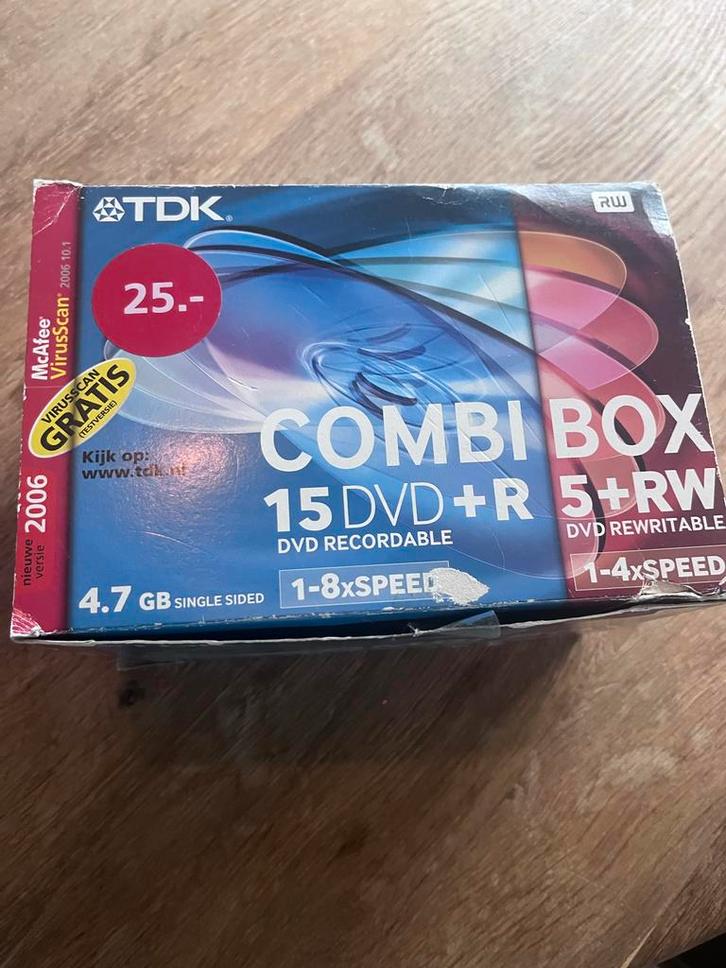 TDK®
RW
25.-
McAfee®
VirusScan® 2006 10.1
VIRUSSCAN
GRATIS
(TESTVERSIE)
Kijk op:
www.tdk.nl
nieuwe
versie 2006
COMBI BOX
15 DVD+R 5+RW
DVD RECORDABLE
DVD REWRITABLE
4.7 GB SINGLE SIDED
1-8xSPEED
1-4xSPEED